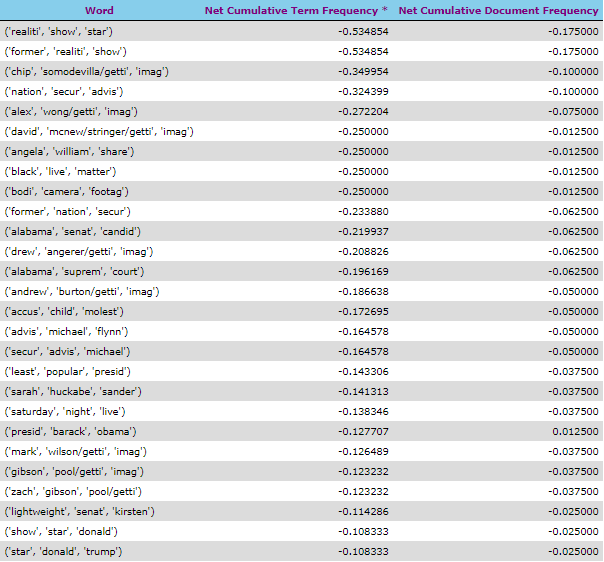 Word Net Cumulative Term Frequency * Net Cumulative Document Frequency
('realiti', 'show', 'star') -0.534854 -0.175000
('former', 'realiti', 'show') -0.534854 -0.175000
('chip', 'somodevilla/getti', 'imag') -0.349954 -0.100000
('nation', 'secur', 'advis') -0.324399 -0.100000
('alex', 'wong/getti', 'imag') -0.272204 -0.075000
('david', 'mcnew/stringer/getti', 'imag') -0.250000 -0.012500
('angela', 'william', 'share') -0.250000 -0.012500
('black', 'live', 'matter') -0.250000 -0.012500
('bodi', 'camera', 'footag') -0.250000 -0.012500
('former', 'nation', 'secur') -0.233880 -0.062500
('alabama', 'senat', 'candid') -0.219937 -0.062500
('drew', 'angerer/getti', 'imag') -0.208826 -0.062500
('alabama', 'suprem', 'court') -0.196169 -0.062500
('andrew', 'burton/getti', 'imag') -0.186638 -0.050000
('accus', 'child', 'molest') -0.172695 -0.050000
('advis', 'michael', 'flynn') -0.164578 -0.050000
('secur', 'advis', 'michael') -0.164578 -0.050000
('least', 'popular', 'presid') -0.143306 -0.037500
('sarah', 'huckabe', 'sander') -0.141313 -0.037500
('saturday', 'night', 'live') -0.138346 -0.037500
('presid', 'barack', 'obama') -0.127707 0.012500
('mark', 'wilson/getti', 'imag') -0.126489 -0.037500
('gibson', 'pool/getti', 'imag') -0.123232 -0.037500
('zach', 'gibson', 'pool/getti') -0.123232 -0.037500
('lightweight', 'senat', 'kirsten') -0.114286 -0.025000
('show', 'star', 'donald') -0.108333 -0.025000
('star', 'donald', 'trump') -0.108333 -0.025000